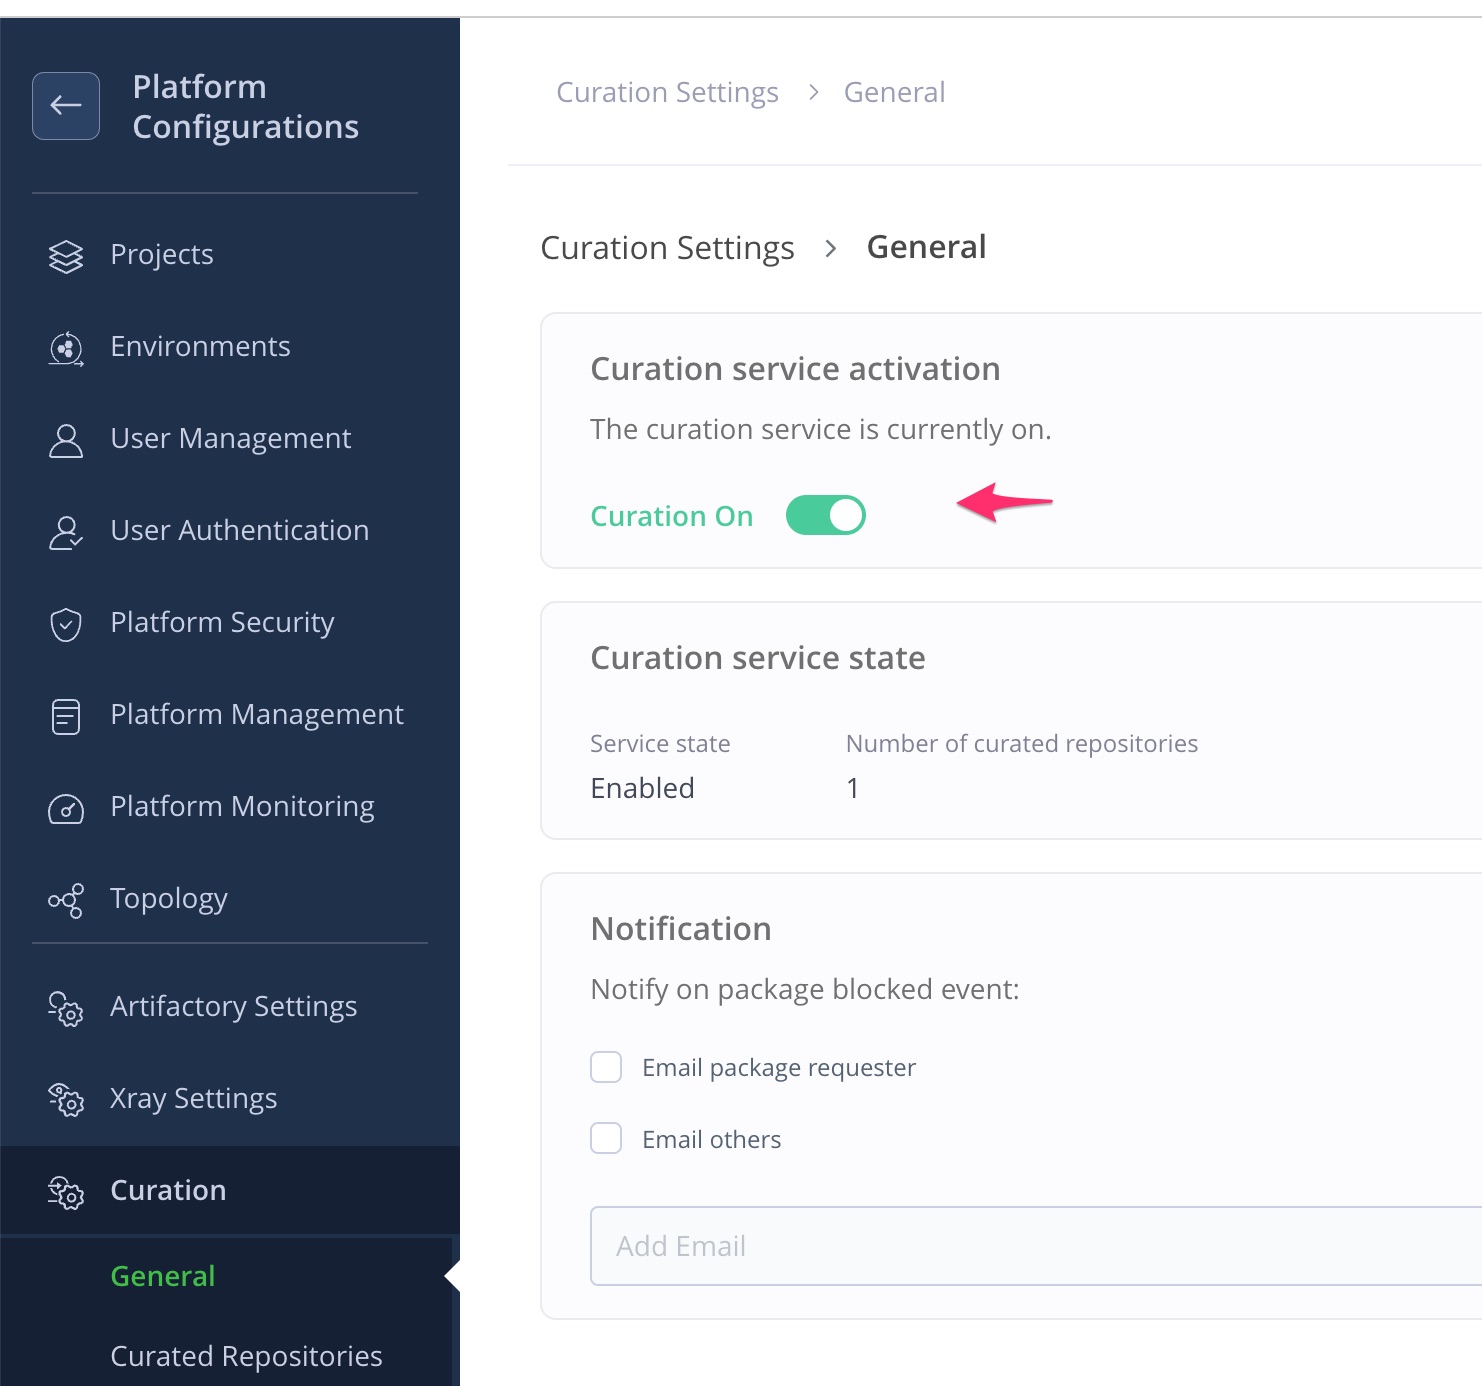 Platform
Configurations
Projects
Environments
User Management
User Authentication
Platform Security
Platform Management
Platform Monitoring
Topology
Artifactory Settings
Xray Settings
Curation
General
Curated Repositories
Curation Settings > General
Curation Settings > General
Curation service activation
The curation service is currently on.
Curation On
Curation service state
Service state Number of curated repositories
Enabled 1
Notification
Notify on package blocked event:
Email package requester
Email others
Add Email